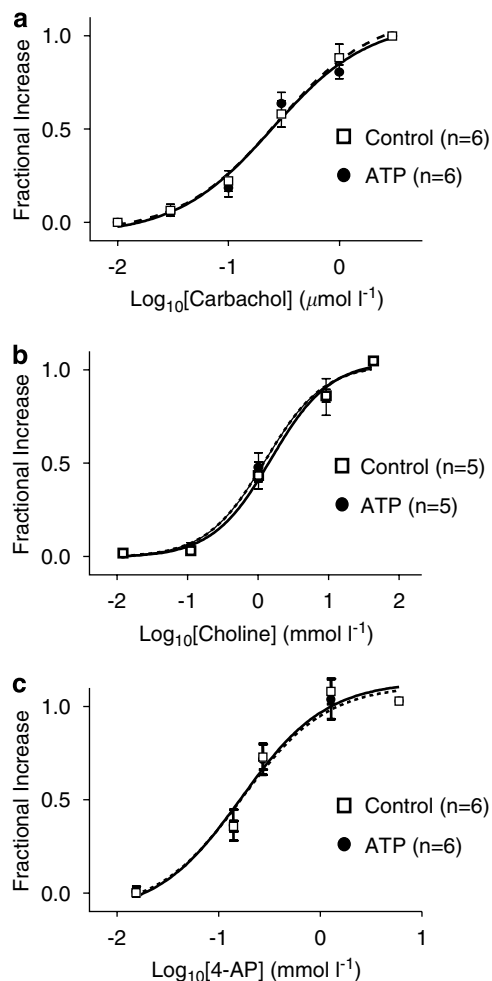 a
Fractional Increase
1.0
0.5
0.0
Control (n=6)
ATP (n=6)
-2 -1 0
Log₁₀[Carbachol] (μmol l⁻¹)
b
Fractional Increase
1.0
0.5
0.0
Control (n=5)
ATP (n=5)
-2 -1 0 1 2
Log₁₀[Choline] (mmol l⁻¹)
c
Fractional Increase
1.0
0.5
0.0
Control (n=6)
ATP (n=6)
-2 -1 0 1
Log₁₀[4-AP] (mmol l⁻¹)